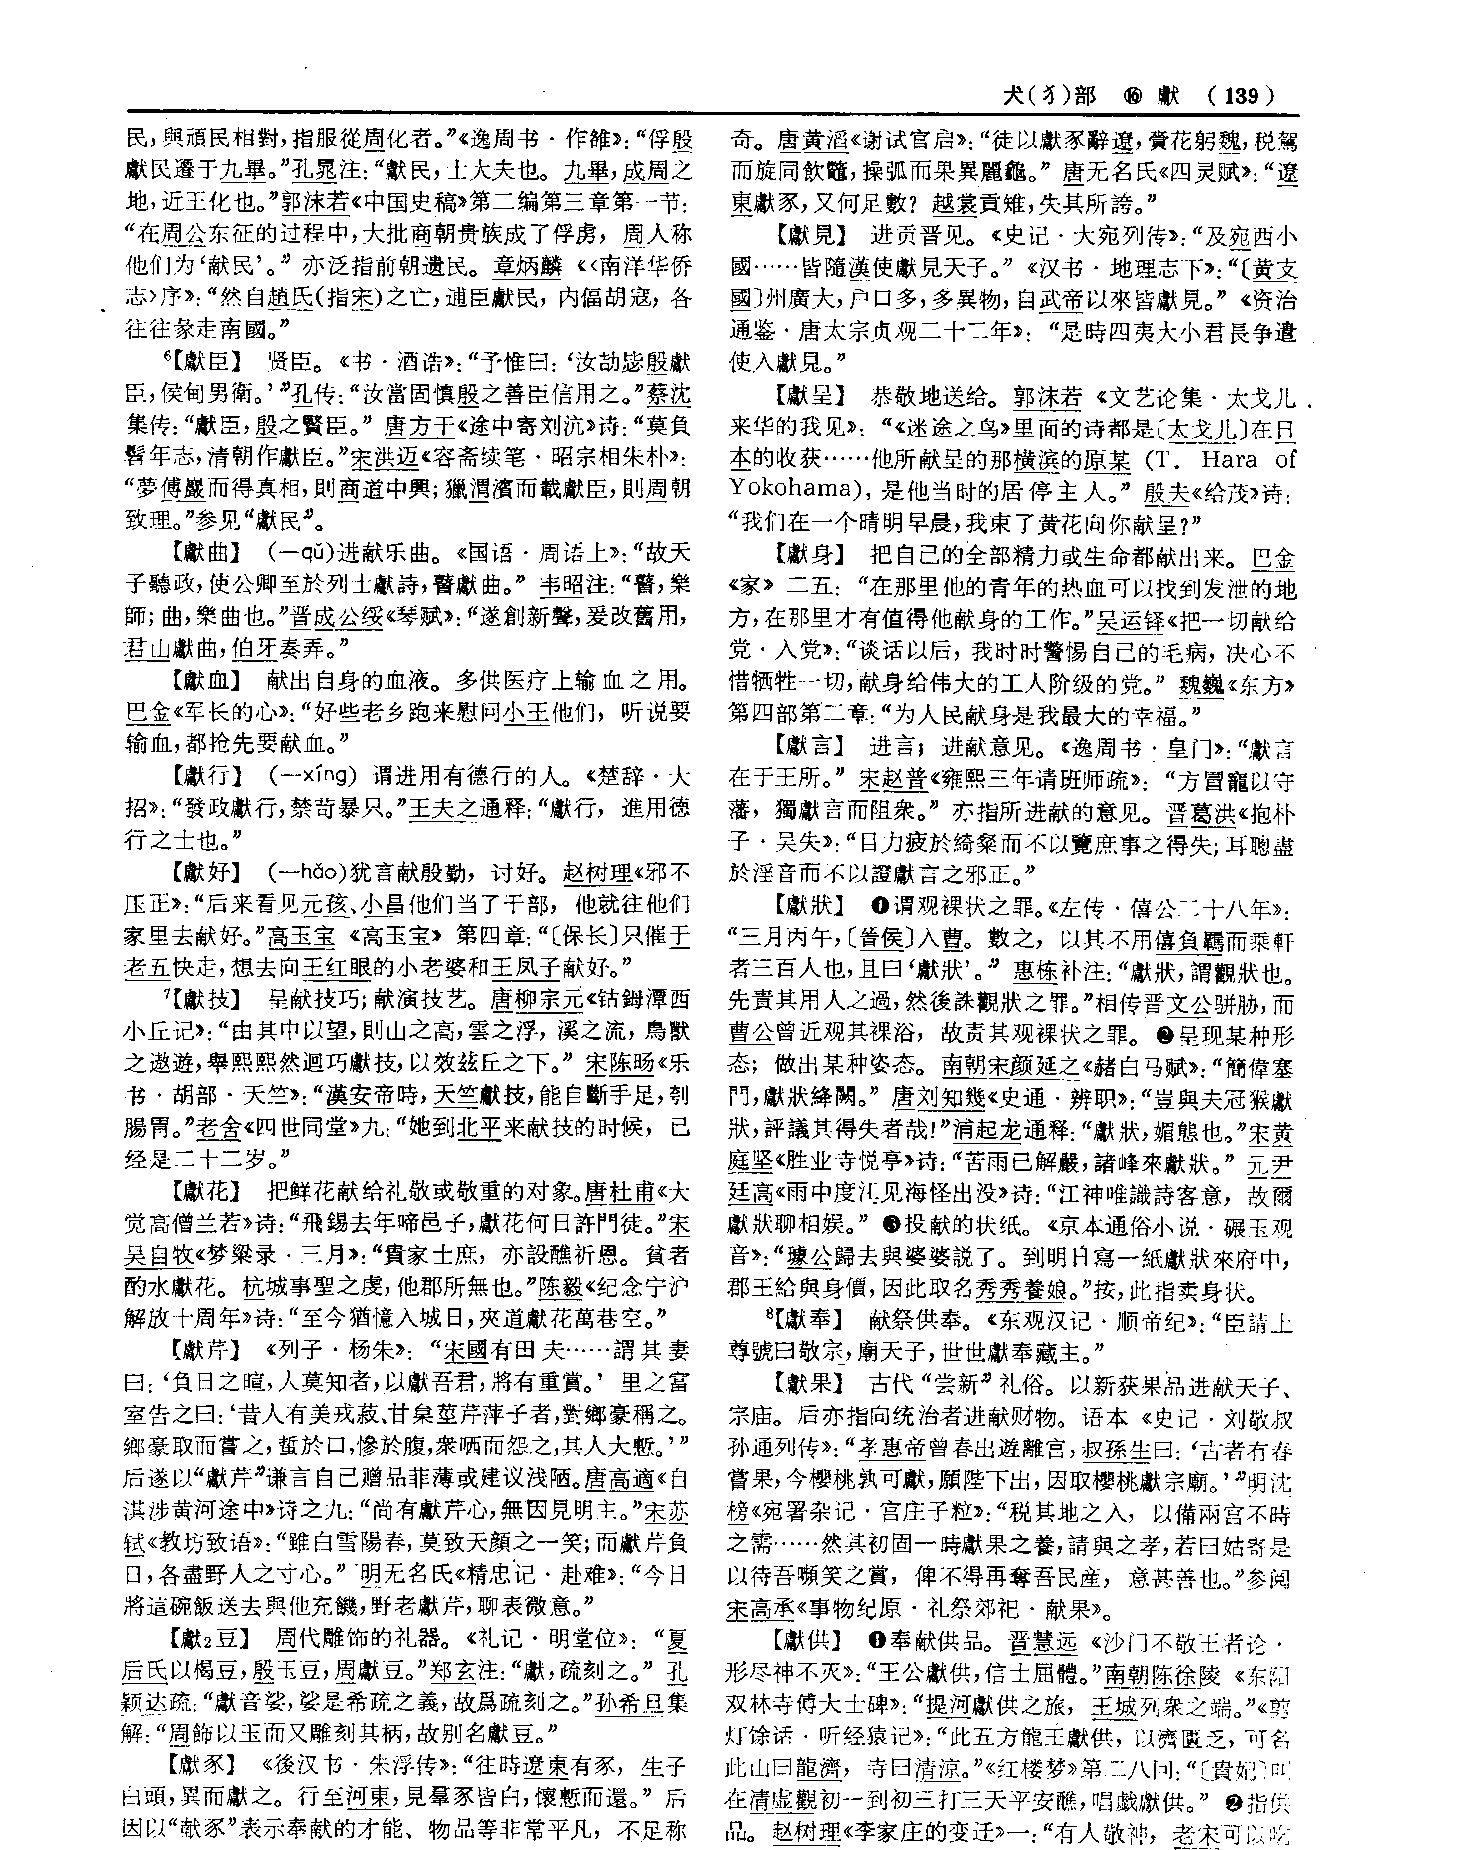 犬(犭)部 ⑯ 獻 (139)
民，與頑民相對，指服從周化者。”《逸周书·作雒》：“俘殷
獻民遷于九畢。”孔晁注：“獻民，士大夫也。九畢，成周之
地，近王化也。”郭沫若《中国史稿》第二编第三章第一节：
“在周公东征的过程中，大批商朝贵族成了俘虏，周人称
他们为‘献民’。”亦泛指前朝遗民。章炳麟《〈南洋华侨
志〉序》：“然自趙氏(指宋)之亡，逋臣獻民，内偪胡寇，各
往往彖走南國。”
⁶【獻臣】 贤臣。《书·酒诰》：“予惟曰：‘汝劼毖殷獻
臣，侯甸男衛。’”孔传：“汝當固慎殷之善臣信用之。”蔡沈
集传：“獻臣，殷之賢臣。”唐方干《途中寄刘沆》诗：“莫負
髫年志，清朝作獻臣。”宋洪迈《容斋续笔·昭宗相朱朴》：
“夢傅巖而得真相，則商道中興；獵渭濱而載獻臣，則周朝
致理。”参见“獻民”。
【獻曲】 (—qǔ)进献乐曲。《国语·周语上》：“故天
子聽政，使公卿至於列士獻詩，瞽獻曲。”韦昭注：“瞽，樂
師；曲，樂曲也。”晋成公绥《琴赋》：“遂創新聲，爰改舊用，
君山獻曲，伯牙奏弄。”
【獻血】 献出自身的血液。多供医疗上输血之用。
巴金《军长的心》：“好些老乡跑来慰问小王他们，听说要
输血，都抢先要献血。”
【獻行】 (—xíng) 谓进用有德行的人。《楚辞·大
招》：“發政獻行，禁苛暴只。”王夫之通释：“獻行，進用德
行之士也。”
【獻好】 (—hǎo)犹言献殷勤，讨好。赵树理《邪不
压正》：“后来看见元孩、小昌他们当了干部，他就往他们
家里去献好。”高玉宝《高玉宝》第四章：“〔保长〕只催于
老五快走，想去向王红眼的小老婆和王凤子献好。”
⁷【獻技】 呈献技巧；献演技艺。唐柳宗元《钴鉧潭西
小丘记》：“由其中以望，則山之高，雲之浮，溪之流，鳥獸
之遨遊，舉熙熙然迴巧獻技，以效兹丘之下。”宋陈旸《乐
书·胡部·天竺》：“漢安帝時，天竺獻技，能自斷手足，刳
腸胃。”老舍《四世同堂》九：“她到北平来献技的时候，已
经是二十二岁。”
【獻花】 把鲜花献给礼敬或敬重的对象。唐杜甫《大
觉高僧兰若》诗：“飛錫去年啼邑子，獻花何日許門徒。”宋
吴自牧《梦粱录·三月》：“貴家士庶，亦設醮祈恩。貧者
酌水獻花。杭城事聖之虔，他郡所無也。”陈毅《纪念宁沪
解放十周年》诗：“至今猶憶入城日，夾道獻花萬巷空。”
【獻芹】 《列子·杨朱》：“宋國有田夫……謂其妻
曰：‘負日之暄，人莫知者，以獻吾君，將有重賞。’里之富
室告之曰：‘昔人有美戎菽、甘枲莖芹萍子者，對鄉豪稱之。
鄉豪取而嘗之，蜇於口，慘於腹，衆哂而怨之，其人大慙。’”
后遂以“獻芹”谦言自己赠品菲薄或建议浅陋。唐高適《自
淇涉黄河途中》诗之九：“尚有獻芹心，無因見明主。”宋苏
轼《教坊致语》：“雖白雪陽春，莫致天顔之一笑；而獻芹負
日，各盡野人之寸心。”明无名氏《精忠记·赴难》：“今日
將這碗飯送去與他充饑，野老獻芹，聊表微意。”
【獻₂豆】 周代雕饰的礼器。《礼记·明堂位》：“夏
后氏以楬豆，殷玉豆，周獻豆。”郑玄注：“獻，疏刻之。”孔
颖达疏：“獻音娑，娑是希疏之義，故爲疏刻之。”孙希旦集
解：“周飾以玉而又雕刻其柄，故别名獻豆。”
【獻豕】 《後汉书·朱浮传》：“往時遼東有豕，生子
白頭，異而獻之。行至河東，見羣豕皆白，懷慙而還。”后
因以“献豕”表示奉献的才能、物品等非常平凡，不足称
奇。唐黄滔《谢试官启》：“徒以獻豕辭遼，賫花躬魏，税駕
而旋同飲鼴，操弧而果異麗龜。”唐无名氏《四灵赋》：“遼
東獻豕，又何足數？越裳貢雉，失其所誇。”
【獻見】 进贡晋见。《史记·大宛列传》：“及宛西小
國……皆隨漢使獻見天子。”《汉书·地理志下》：“〔黄支
國〕州廣大，户口多，多異物，自武帝以來皆獻見。”《资治
通鉴·唐太宗贞观二十二年》：“是時四夷大小君長争遣
使入獻見。”
【獻呈】 恭敬地送给。郭沫若《文艺论集·太戈儿
来华的我见》：“《迷途之鸟》里面的诗都是〔太戈儿〕在日
本的收获……他所献呈的那横滨的原某 (T. Hara of
Yokohama)，是他当时的居停主人。”殷夫《给茂》诗：
“我们在一个晴明早晨，我束了黄花向你献呈？”
【獻身】 把自己的全部精力或生命都献出来。巴金
《家》二五：“在那里他的青年的热血可以找到发泄的地
方，在那里才有值得他献身的工作。”吴运铎《把一切献给
党·入党》：“谈话以后，我时时警惕自己的毛病，决心不
惜牺牲一切，献身给伟大的工人阶级的党。”魏巍《东方》
第四部第二章：“为人民献身是我最大的幸福。”
【獻言】 进言；进献意见。《逸周书·皇门》：“獻言
在于王所。”宋赵普《雍熙三年请班师疏》：“方冒寵以守
藩，獨獻言而阻衆。”亦指所进献的意见。晋葛洪《抱朴
子·吴失》：“目力疲於綺粲而不以覽庶事之得失；耳聰盡
於淫音而不以證獻言之邪正。”
【獻狀】 ❶谓观裸状之罪。《左传·僖公二十八年》：
“三月丙午，〔晉侯〕入曹。數之，以其不用僖負羈而乘軒
者三百人也，且曰‘獻狀’。”惠栋补注：“獻狀，謂觀狀也。
先責其用人之過，然後誅觀狀之罪。”相传晋文公骈胁，而
曹公曾近观其裸浴，故责其观裸状之罪。❷呈现某种形
态；做出某种姿态。南朝宋颜延之《赭白马赋》：“簡偉塞
門，獻狀絳闕。”唐刘知幾《史通·辨职》：“豈與夫冠猴獻
狀，評議其得失者哉！”浦起龙通释：“獻狀，媚態也。”宋黄
庭坚《胜业寺悦亭》诗：“苦雨已解嚴，諸峰來獻狀。”元尹
廷高《雨中度江见海怪出没》诗：“江神唯識詩客意，故爾
獻狀聊相娱。”❸投献的状纸。《京本通俗小说·碾玉观
音》：“璩公歸去與婆婆説了。到明日寫一紙獻狀來府中，
郡王給與身價，因此取名秀秀養娘。”按，此指卖身状。
⁸【獻奉】 献祭供奉。《东观汉记·顺帝纪》：“臣請上
尊號曰敬宗，廟天子，世世獻奉藏主。”
【獻果】 古代“尝新”礼俗。以新获果品进献天子、
宗庙。后亦指向统治者进献财物。语本《史记·刘敬叔
孙通列传》：“孝惠帝曾春出遊離宫，叔孫生曰：‘古者有春
嘗果，今櫻桃孰可獻，願陛下出，因取櫻桃獻宗廟。’”明沈
榜《宛署杂记·宫庄子粒》：“税其地之入，以備兩宫不時
之需……然其初固一時獻果之養，請與之孝，若曰姑寄是
以待吾嚬笑之賞，俾不得再奪吾民産，意甚善也。”参阅
宋高承《事物纪原·礼祭郊祀·献果》。
【獻供】 ❶奉献供品。晋慧远《沙门不敬王者论·
形尽神不灭》：“王公獻供，信士屈體。”南朝陈徐陵《东阳
双林寺傅大士碑》：“提河獻供之旅，王城列衆之端。”《剪
灯馀话·听经猿记》：“此五方龍王獻供，以濟匱乏，可名
此山曰龍濟，寺曰清涼。”《红楼梦》第二八回：“〔貴妃〕叫
在清虚觀初一到初三打三天平安醮，唱戲獻供。”❷指供
品。赵树理《李家庄的变迁》一：“有人敬神，老宋可以吃